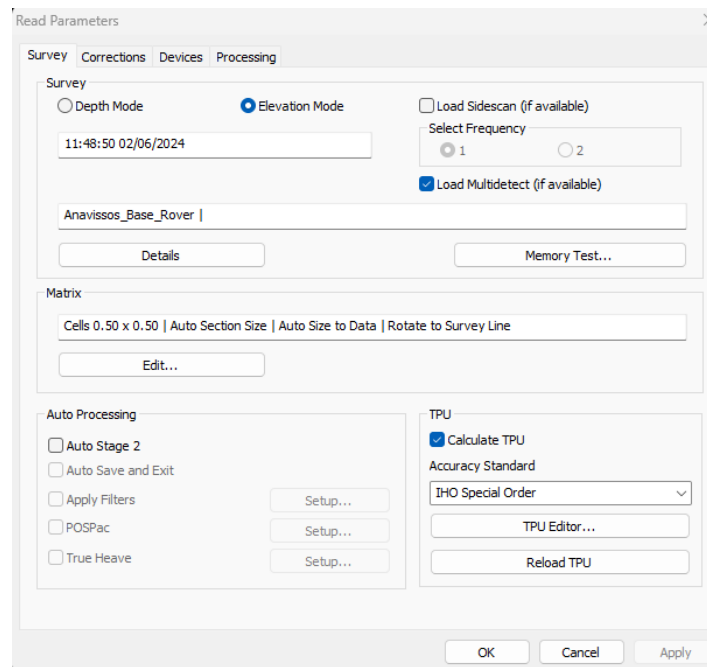 Read Parameters
Survey Corrections Devices Processing
Survey
Depth Mode Elevation Mode Load Sidescan (if available)
Select Frequency
11:48:50 02/06/2024
1 2
Load Multidetect (if available)
Anavissos_Base_Rover |
Details Memory Test...
Matrix
Cells 0.50 x 0.50 | Auto Section Size | Auto Size to Data | Rotate to Survey Line
Edit...
Auto Processing
Auto Stage 2
Auto Save and Exit
Apply Filters Setup...
POSPac Setup...
True Heave Setup...
TPU
Calculate TPU
Accuracy Standard
IHO Special Order
TPU Editor...
Reload TPU
OK Cancel Apply